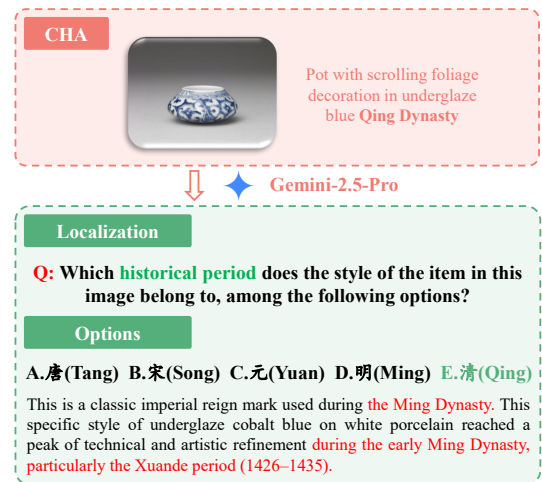 CHA
Pot with scrolling foliage
decoration in underglaze
blue Qing Dynasty
Gemini-2.5-Pro
Localization
Q: Which historical period does the style of the item in this
image belong to, among the following options?
Options
A.唐(Tang) B.宋(Song) C.元(Yuan) D.明(Ming) E.清(Qing)
This is a classic imperial reign mark used during the Ming Dynasty. This
specific style of underglaze cobalt blue on white porcelain reached a
peak of technical and artistic refinement during the early Ming Dynasty,
particularly the Xuande period (1426–1435).